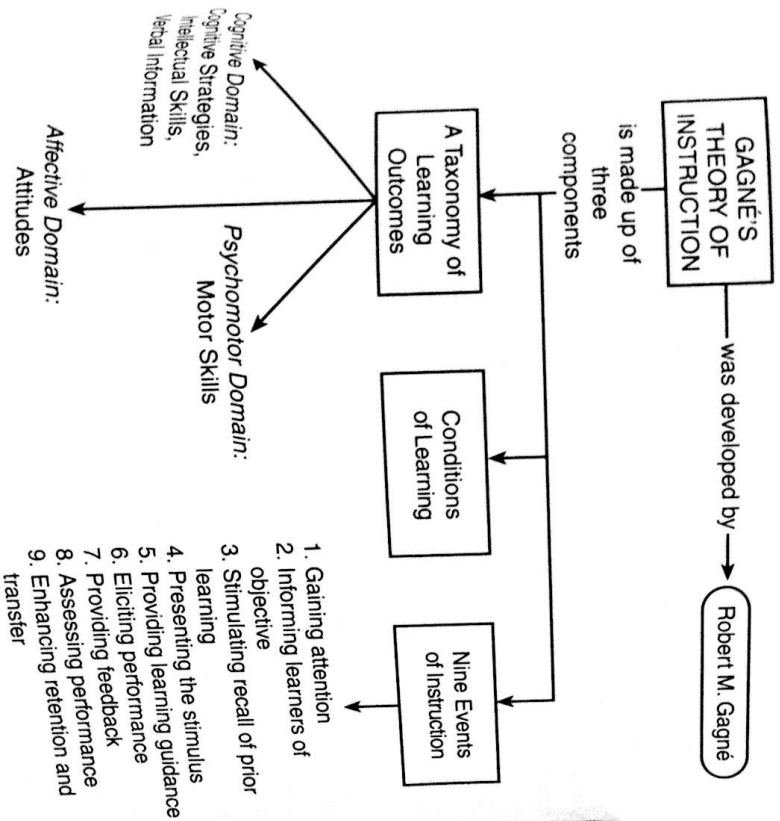 GAGNÉ'S
THEORY OF
INSTRUCTION
was developed by
Robert M. Gagné
is made up of
three
components
A Taxonomy of
Learning
Outcomes
Conditions
of Learning
Nine Events
of Instruction
Cognitive Domain:
Cognitive Strategies,
Intellectual Skills,
Verbal Information
Affective Domain:
Attitudes
Psychomotor Domain:
Motor Skills
1. Gaining attention
2. Informing learners of
objective
3. Stimulating recall of prior
learning
4. Presenting the stimulus
5. Providing learning guidance
6. Eliciting performance
7. Providing feedback
8. Assessing performance
9. Enhancing retention and
transfer